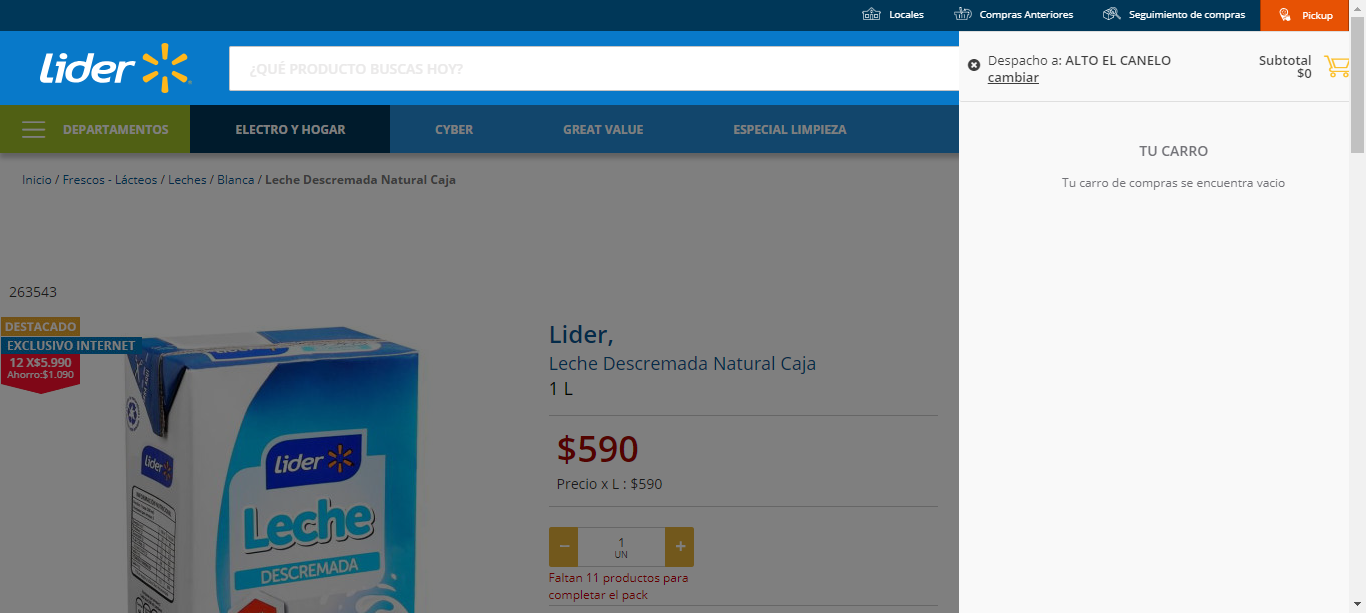 Locales
Compras Anteriores
Seguimiento de compras
Pickup
Lider
¿QUÉ PRODUCTO BUSCAS HOY?
Despacho a: ALTO EL CANELO
cambiar
Subtotal
$0
DEPARTAMENTOS
ELECTRO Y HOGAR
CYBER
GREAT VALUE
ESPECIAL LIMPIEZA
TU CARRO
Tu carro de compras se encuentra vacio
Inicio / Frescos - Lácteos / Leches / Blanca / Leche Descremada Natural Caja
263543
DESTACADO
EXCLUSIVO INTERNET
12 X$5.990
Ahorro:$1.090
lider
lider
Leche
DESCREMADA
Lider,
Leche Descremada Natural Caja
1 L
$590
Precio x L : $590
−
1
UN
+
Faltan 11 productos para
completar el pack